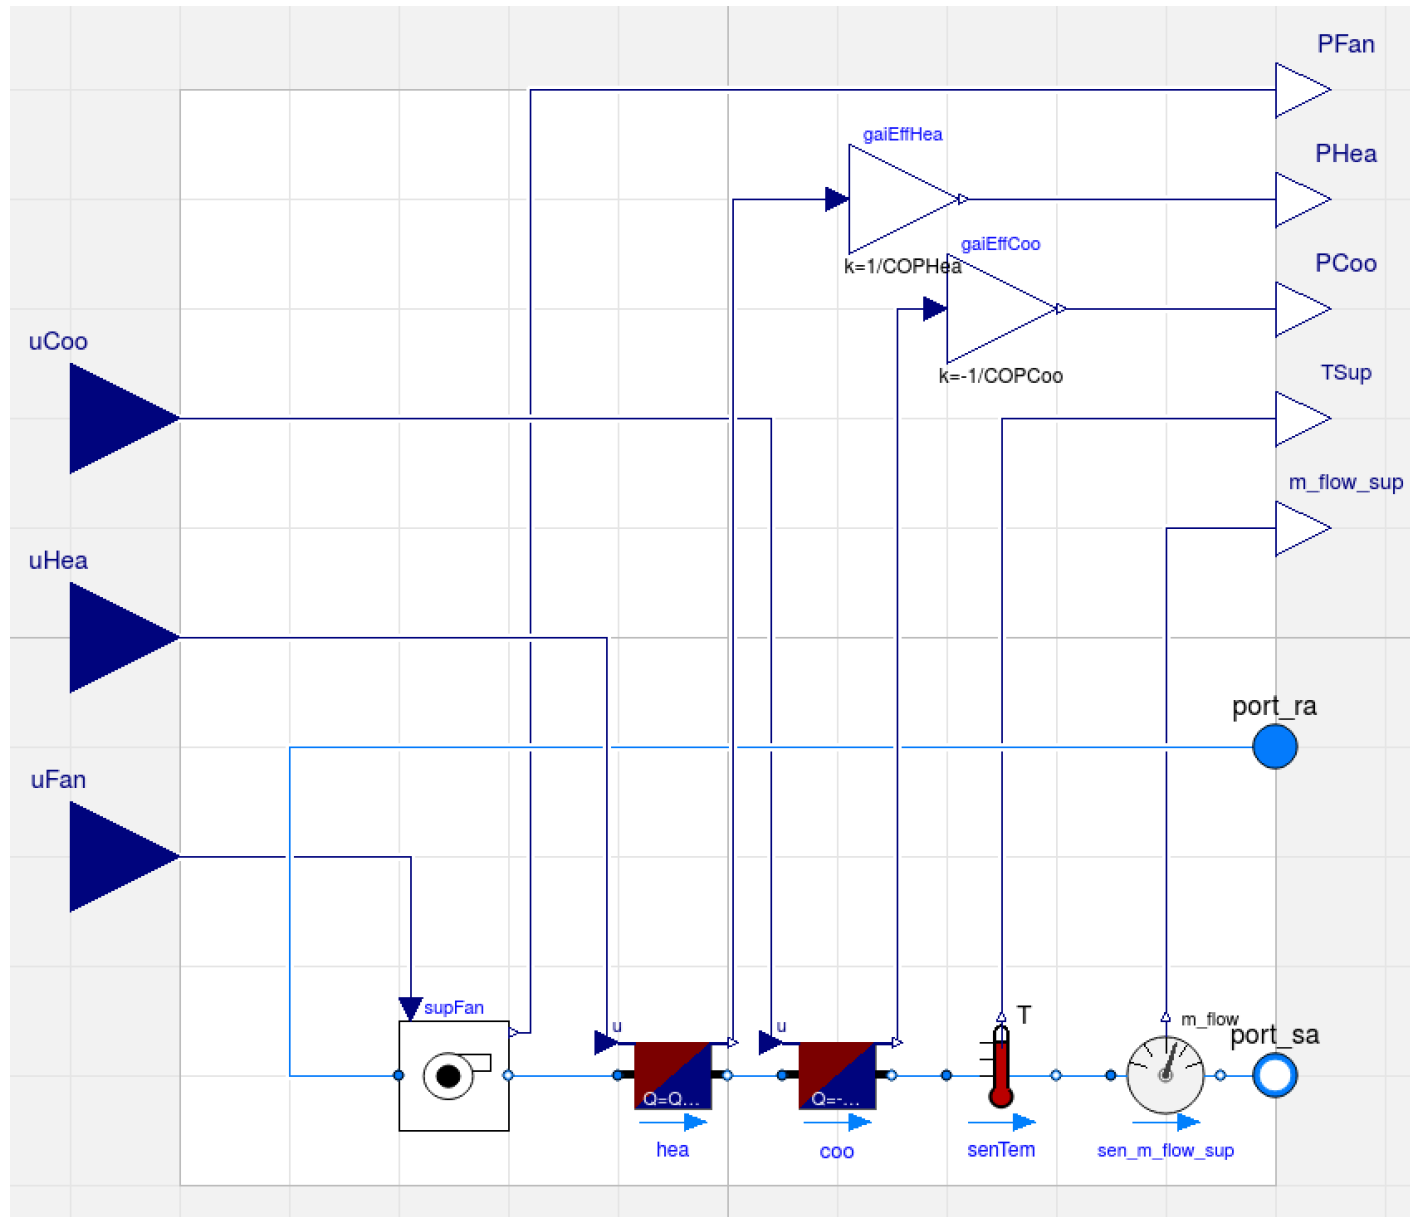 PFan
gaiEffHea
PHea
k=1/COPHea
gaiEffCoo
PCoo
k=-1/COPCoo
uCoo
TSup
m_flow_sup
uHea
port_ra
uFan
supFan
u
u
T
m_flow
port_sa
Q=Q...
Q=-...
hea
coo
senTem
sen_m_flow_sup